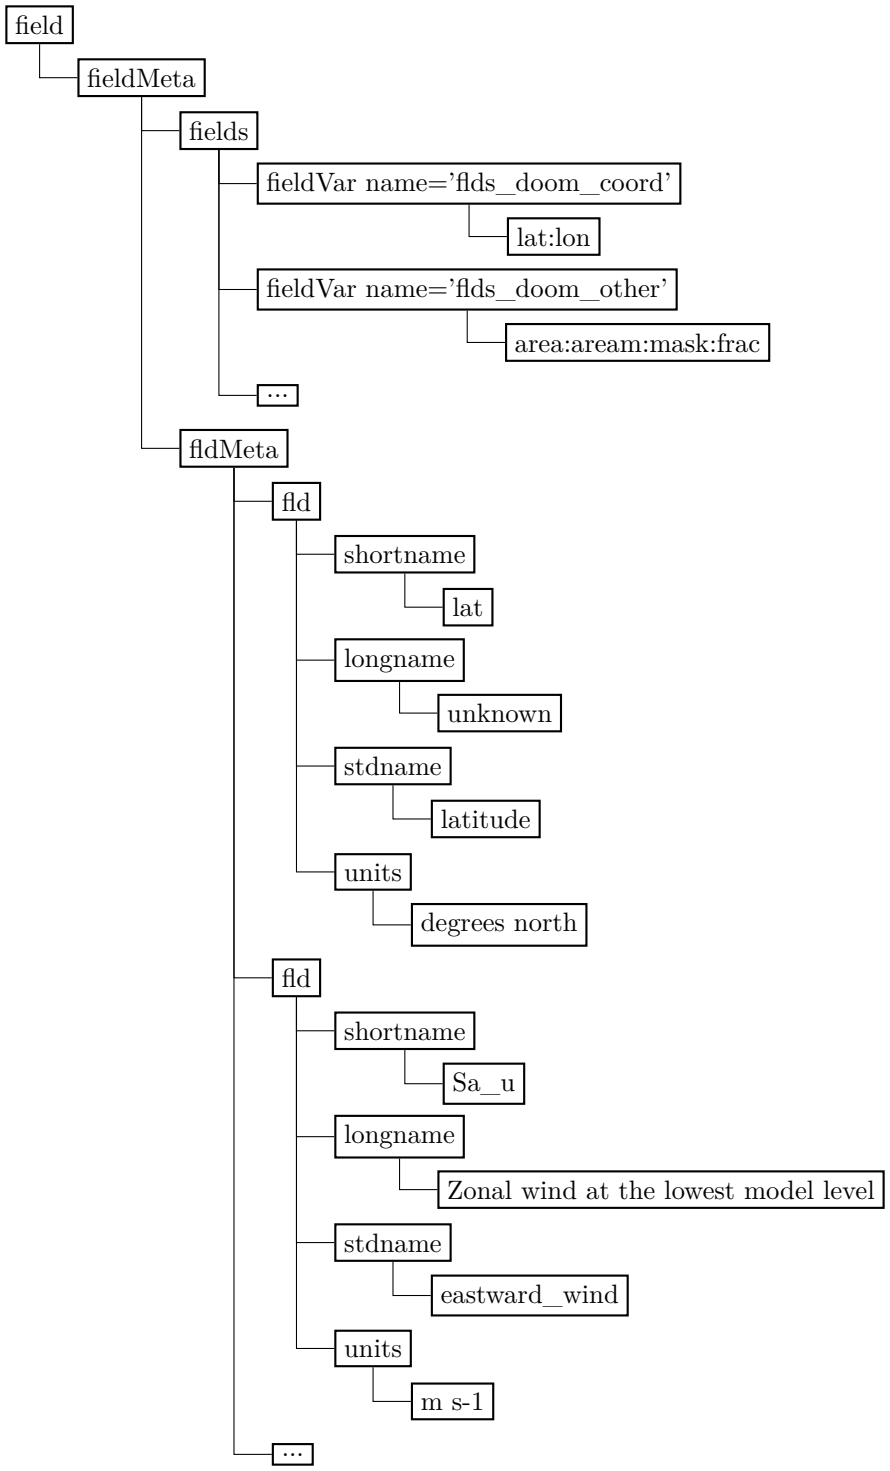 field
fieldMeta
fields
fieldVar name='flds_doom_coord'
lat:lon
fieldVar name='flds_doom_other'
area:aream:mask:frac
...
fldMeta
fld
shortname
lat
longname
unknown
stdname
latitude
units
degrees north
fld
shortname
Sa_u
longname
Zonal wind at the lowest model level
stdname
eastward_wind
units
m s-1
...